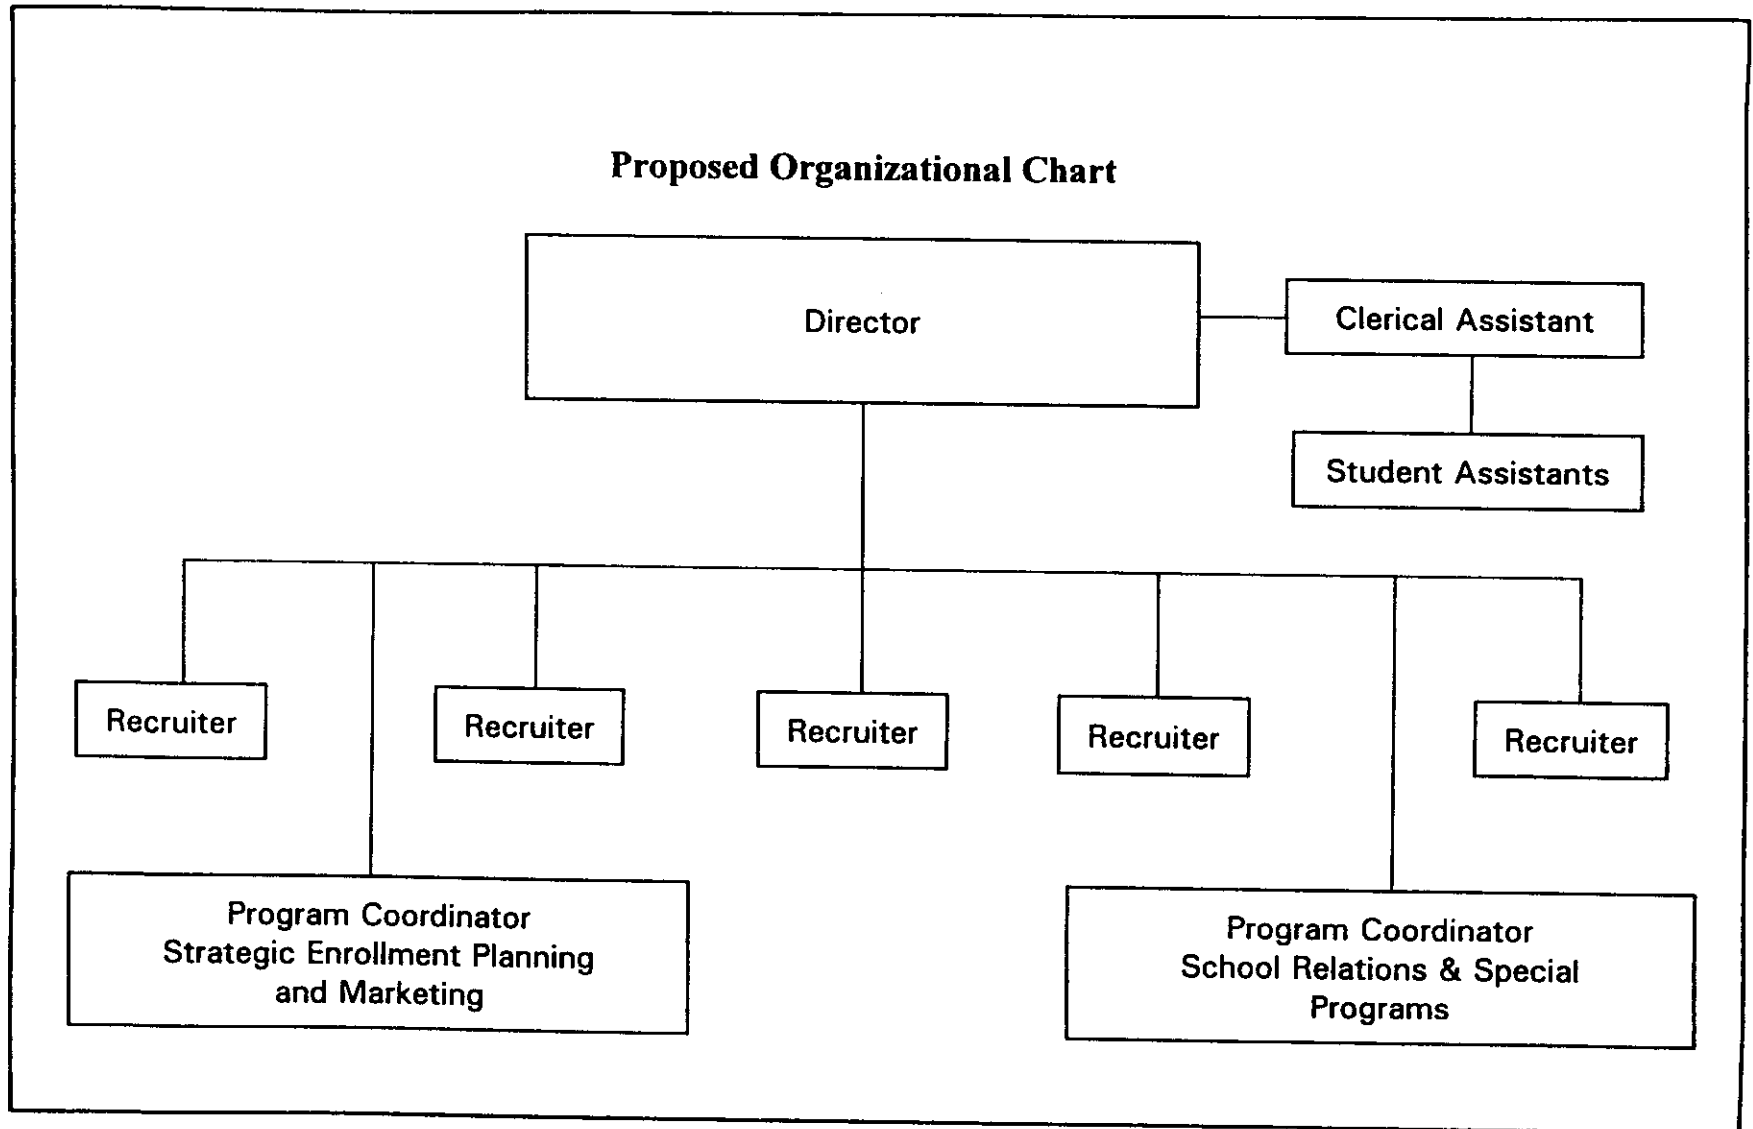 Proposed Organizational Chart
Director
Clerical Assistant
Student Assistants
Recruiter
Recruiter
Recruiter
Recruiter
Recruiter
Program Coordinator
Strategic Enrollment Planning
and Marketing
Program Coordinator
School Relations & Special
Programs